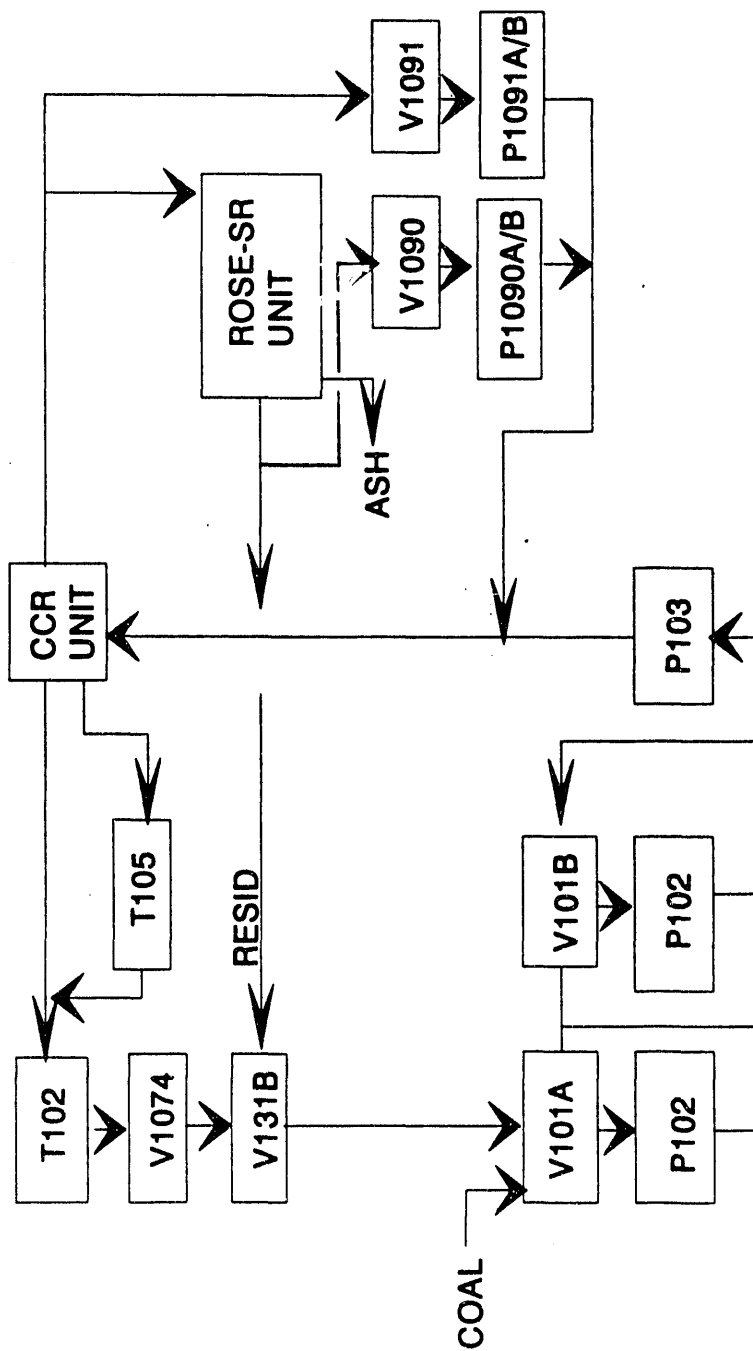 T102
V1074
V131B
T105
RESID
CCR
UNIT
ROSE-SR
UNIT
ASH
V1090
P1090A/B
V1091
P1091A/B
COAL
V101A
P102
V101B
P102
P103